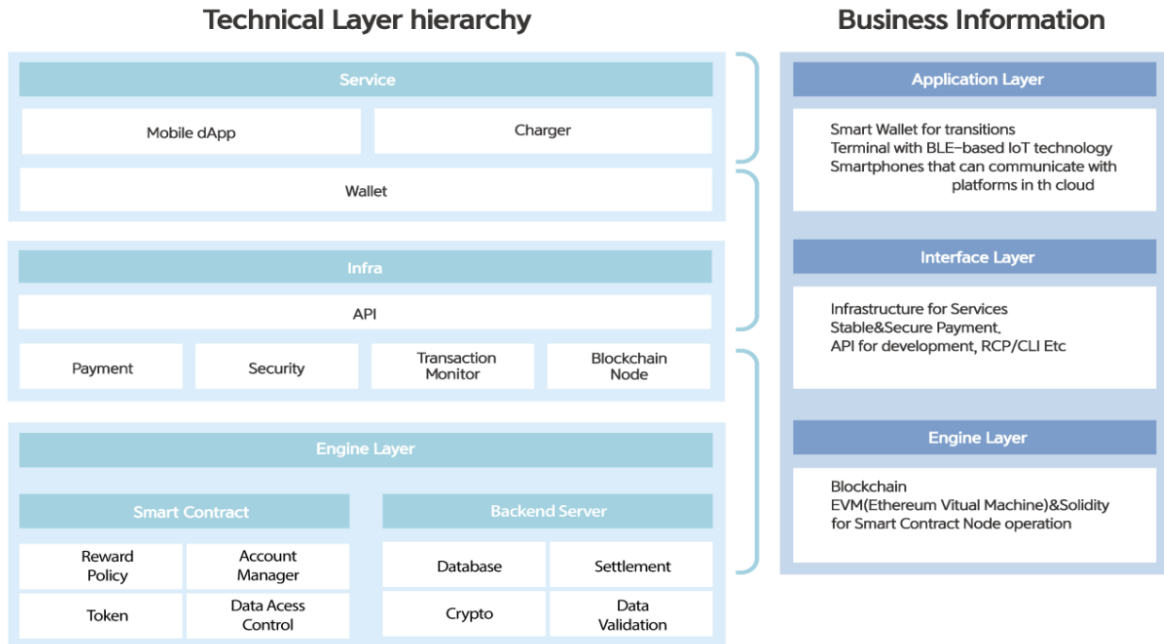 Technical Layer hierarchy
Service
Mobile dApp
Charger
Wallet
Infra
API
Payment
Security
Transaction
Monitor
Blockchain
Node
Engine Layer
Smart Contract
Reward
Policy
Account
Manager
Token
Data Acess
Control
Backend Server
Database
Settlement
Crypto
Data
Validation
Business Information
Application Layer
Smart Wallet for transitions
Terminal with BLE-based IoT technology
Smartphones that can communicate with
platforms in th cloud
Interface Layer
Infrastructure for Services
Stable&Secure Payment,
API for development, RCP/CLI Etc
Engine Layer
Blockchain
EVM(Ethereum Vitual Machine)&Solidity
for Smart Contract Node operation